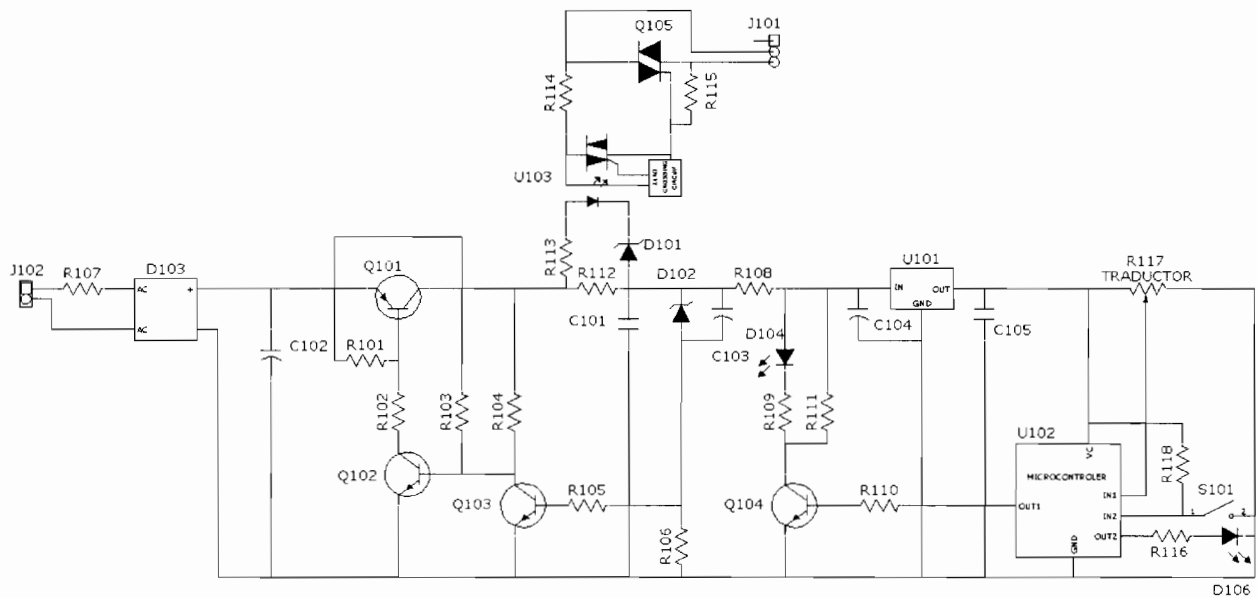 Q105
J101
R114
R115
ZERO
CROSSING
CIRCUIT
U103
R113
D101
J102
R107
D103
AC
+
AC
Q101
R112
D102
R108
U101
IN
OUT
GND
R117
TRADUCTOR
C102
R101
C101
C103
D104
C104
C105
R102
R103
R104
R109
R111
U102
VC
MICROCONTROLER
R118
Q102
Q103
R105
R106
Q104
R110
OUT1
IN1
IN2
OUT2
GND
S101
1
2
R116
D106